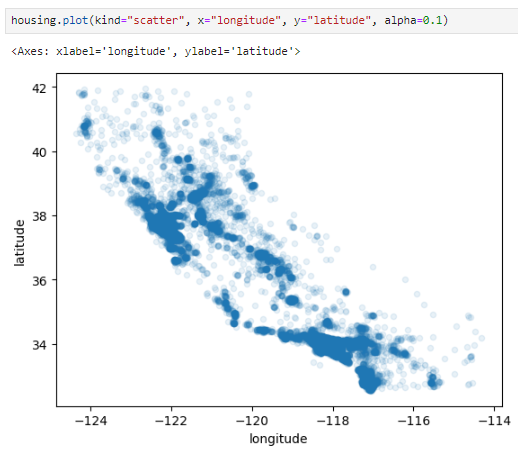 housing.plot(kind="scatter", x="longitude", y="latitude", alpha=0.1)
<Axes: xlabel='longitude', ylabel='latitude'>
42
40
38
36
34
latitude
−124
−122
−120
−118
−116
−114
longitude